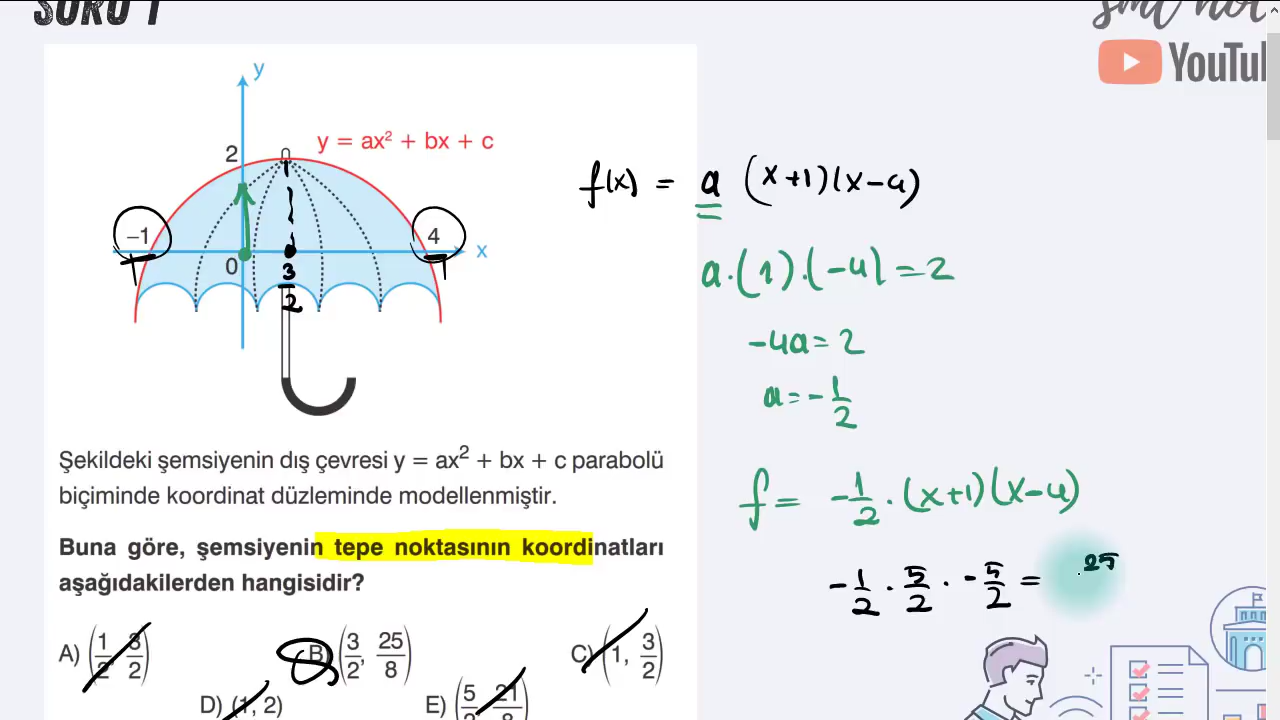 SORU 1
YouTu
y
2
y = ax² + bx + c
-1
4
x
0
3/2
f(x) = a (x+1)(x-4)
a.(1).(-4) = 2
-4a = 2
a = -1/2
f = -1/2 . (x+1)(x-4)
-1/2 . 5/2 . -5/2 = 25
Şekildeki şemsiyenin dış çevresi y = ax² + bx + c parabolü
biçiminde koordinat düzleminde modellenmiştir.
Buna göre, şemsiyenin tepe noktasının koordinatları
aşağıdakilerden hangisidir?
A) (1/2, 3/2) B) (3/2, 25/8) C) (1, 3/2)
D) (1, 2) E) (5/2, 21/8)